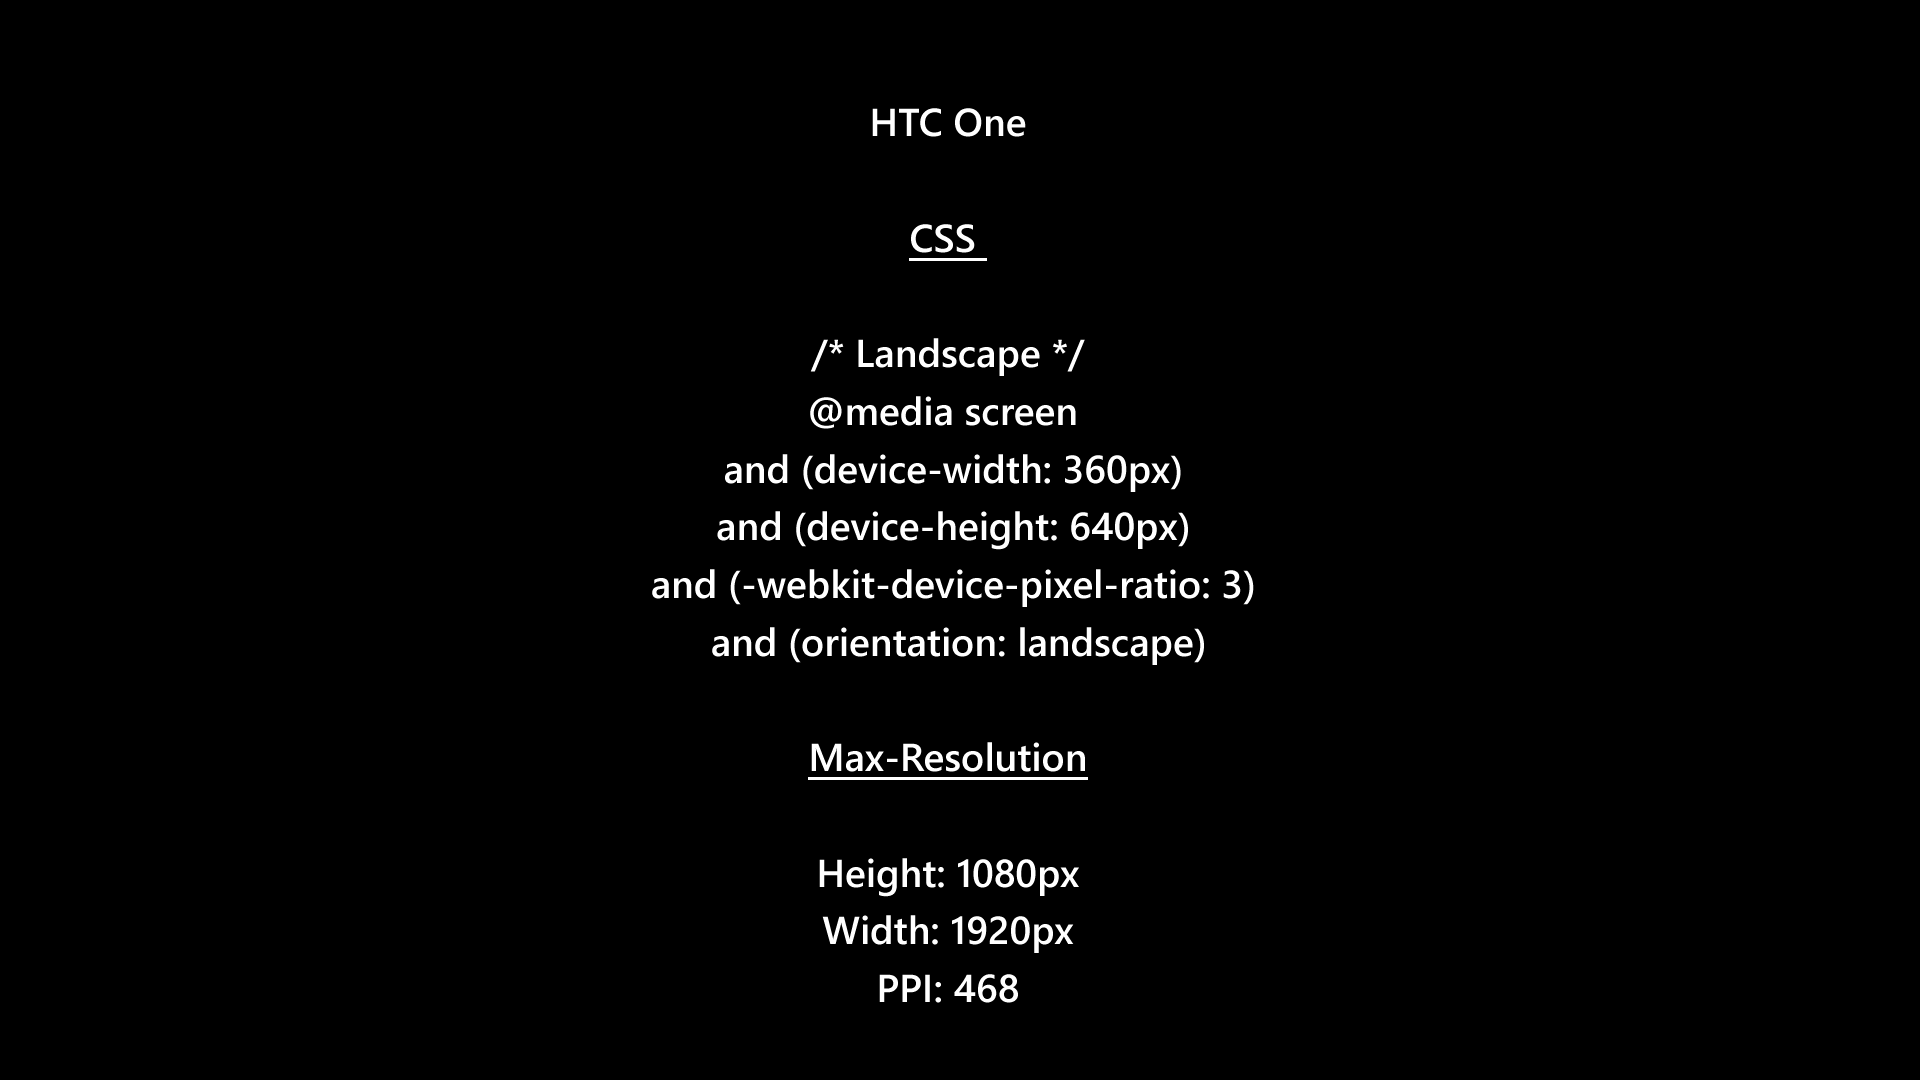 HTC One
CSS
/* Landscape */
@media screen
and (device-width: 360px)
and (device-height: 640px)
and (-webkit-device-pixel-ratio: 3)
and (orientation: landscape)
Max-Resolution
Height: 1080px
Width: 1920px
PPI: 468